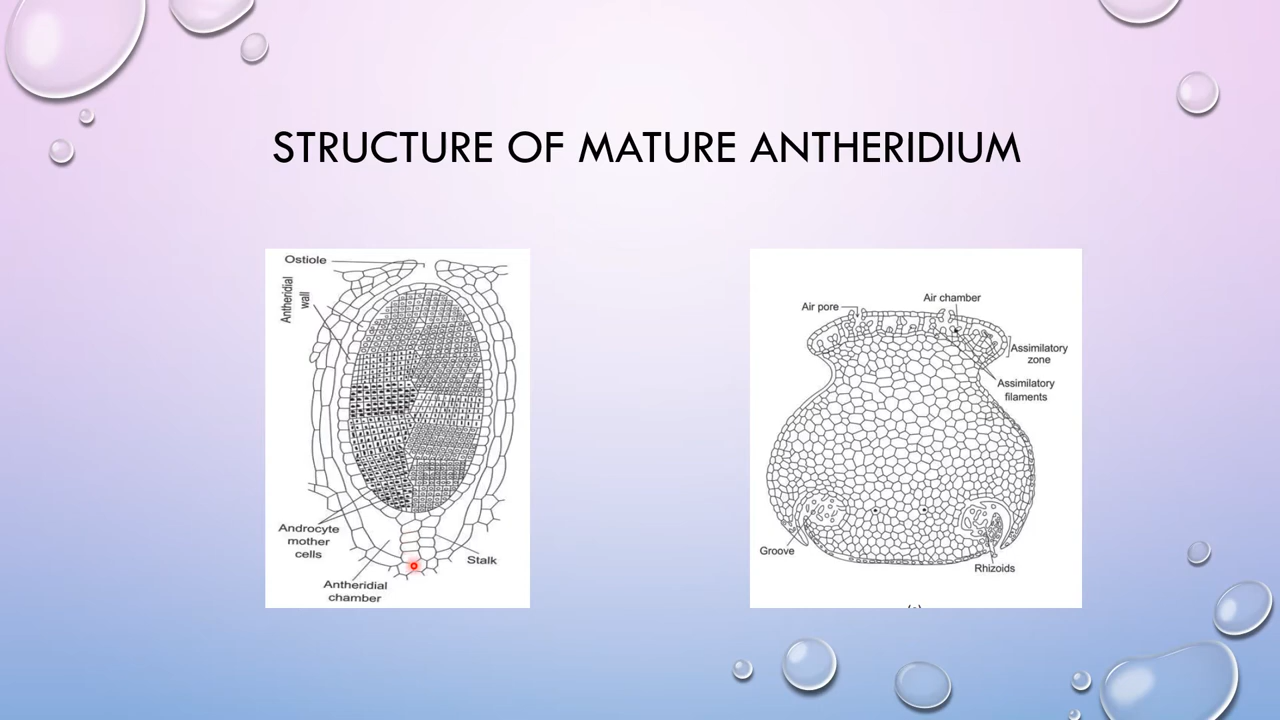 STRUCTURE OF MATURE ANTHERIDIUM
Ostiole
Antheridial
wall
Androcyte
mother
cells
Antheridial
chamber
Stalk
Air pore
Air chamber
Assimilatory
zone
Assimilatory
filaments
Groove
Rhizoids